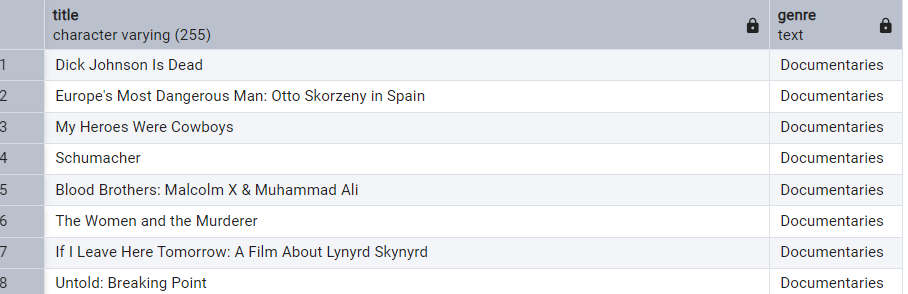 title genre
character varying (255) text
1 Dick Johnson Is Dead Documentaries
2 Europe's Most Dangerous Man: Otto Skorzeny in Spain Documentaries
3 My Heroes Were Cowboys Documentaries
4 Schumacher Documentaries
5 Blood Brothers: Malcolm X & Muhammad Ali Documentaries
6 The Women and the Murderer Documentaries
7 If I Leave Here Tomorrow: A Film About Lynyrd Skynyrd Documentaries
8 Untold: Breaking Point Documentaries